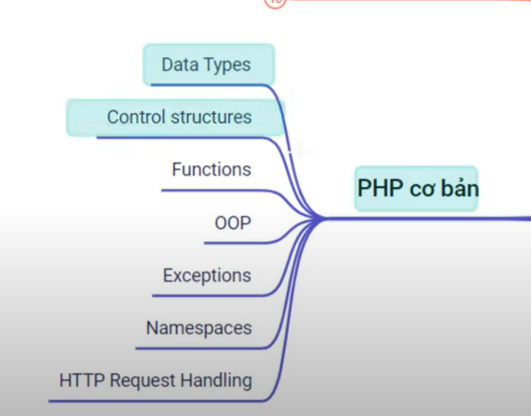 Data Types
Control structures
Functions
PHP cơ bản
OOP
Exceptions
Namespaces
HTTP Request Handling